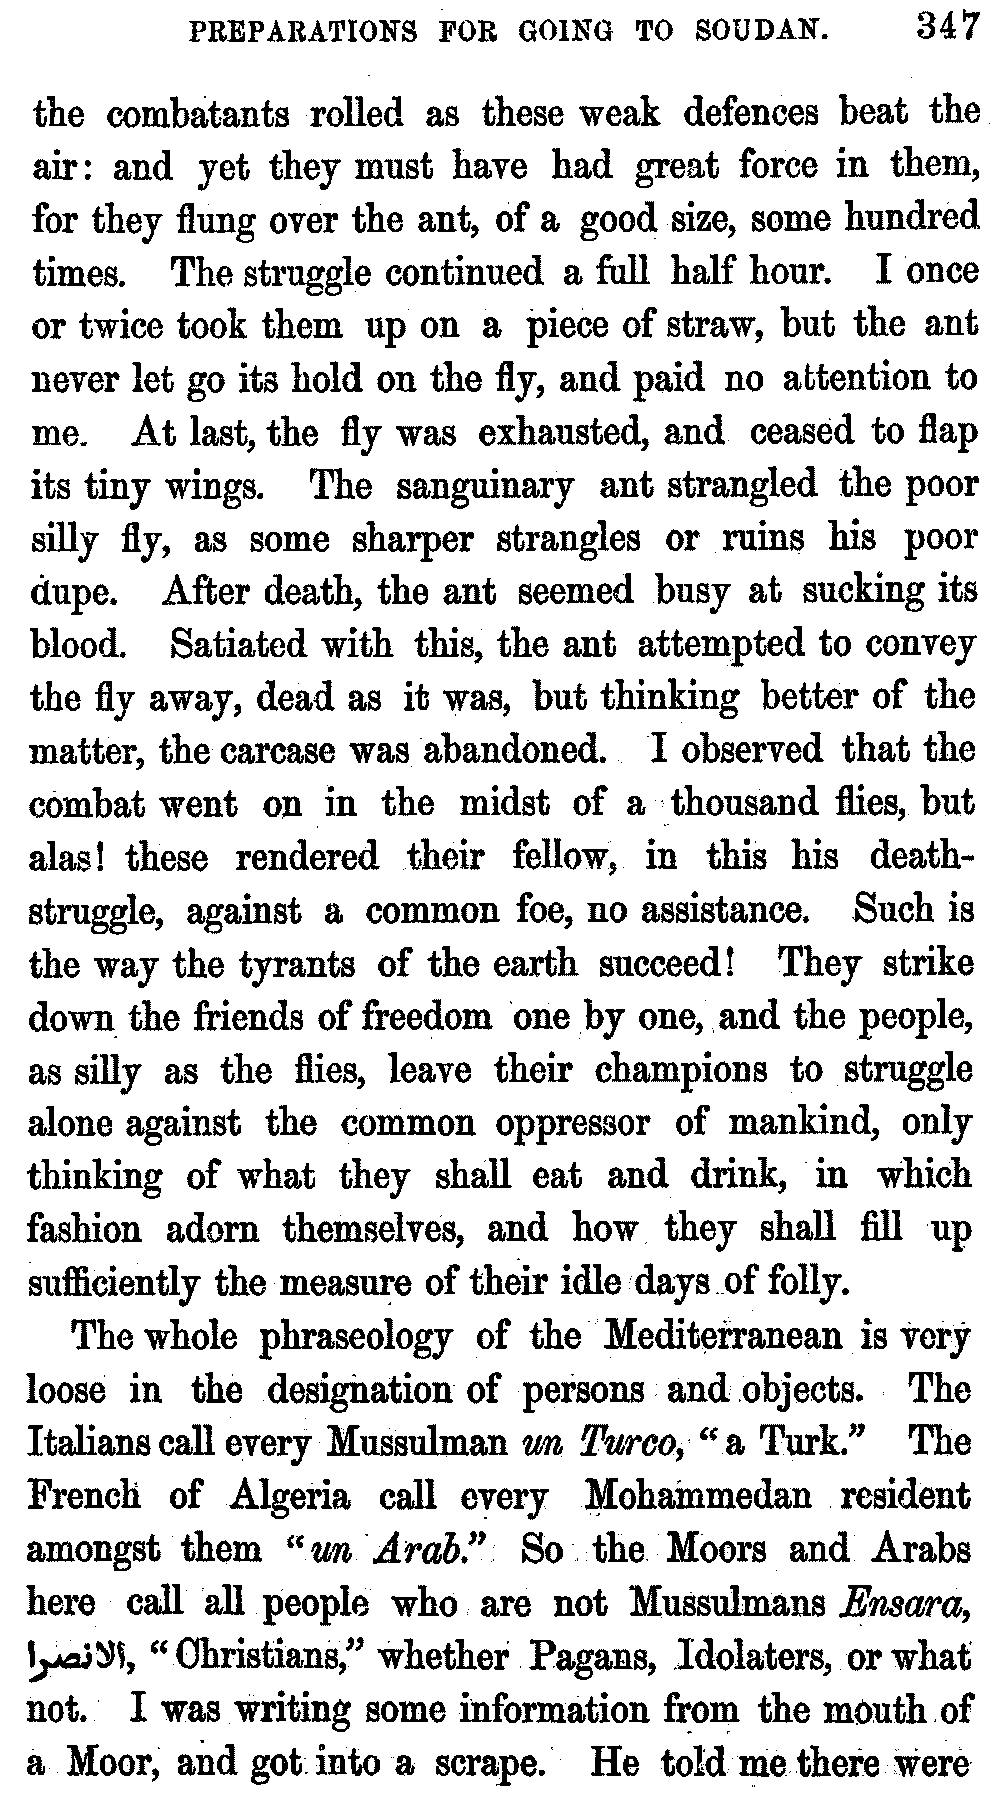 PREPARATIONS FOR GOING TO SOUDAN. 347
the combatants rolled as these weak defences beat the
air: and yet they must have had great force in them,
for they flung over the ant, of a good size, some hundred
times. The struggle continued a full half hour. I once
or twice took them up on a piece of straw, but the ant
never let go its hold on the fly, and paid no attention to
me. At last, the fly was exhausted, and ceased to flap
its tiny wings. The sanguinary ant strangled the poor
silly fly, as some sharper strangles or ruins his poor
dupe. After death, the ant seemed busy at sucking its
blood. Satiated with this, the ant attempted to convey
the fly away, dead as it was, but thinking better of the
matter, the carcase was abandoned. I observed that the
combat went on in the midst of a thousand flies, but
alas! these rendered their fellow, in this his death-
struggle, against a common foe, no assistance. Such is
the way the tyrants of the earth succeed! They strike
down the friends of freedom one by one, and the people,
as silly as the flies, leave their champions to struggle
alone against the common oppressor of mankind, only
thinking of what they shall eat and drink, in which
fashion adorn themselves, and how they shall fill up
sufficiently the measure of their idle days of folly.
The whole phraseology of the Mediterranean is very
loose in the designation of persons and objects. The
Italians call every Mussulman un Turco, “a Turk.” The
French of Algeria call every Mohammedan resident
amongst them “un Arab.” So the Moors and Arabs
here call all people who are not Mussulmans Ensara,
الانصرا, “Christians,” whether Pagans, Idolaters, or what
not. I was writing some information from the mouth of
a Moor, and got into a scrape. He told me there were